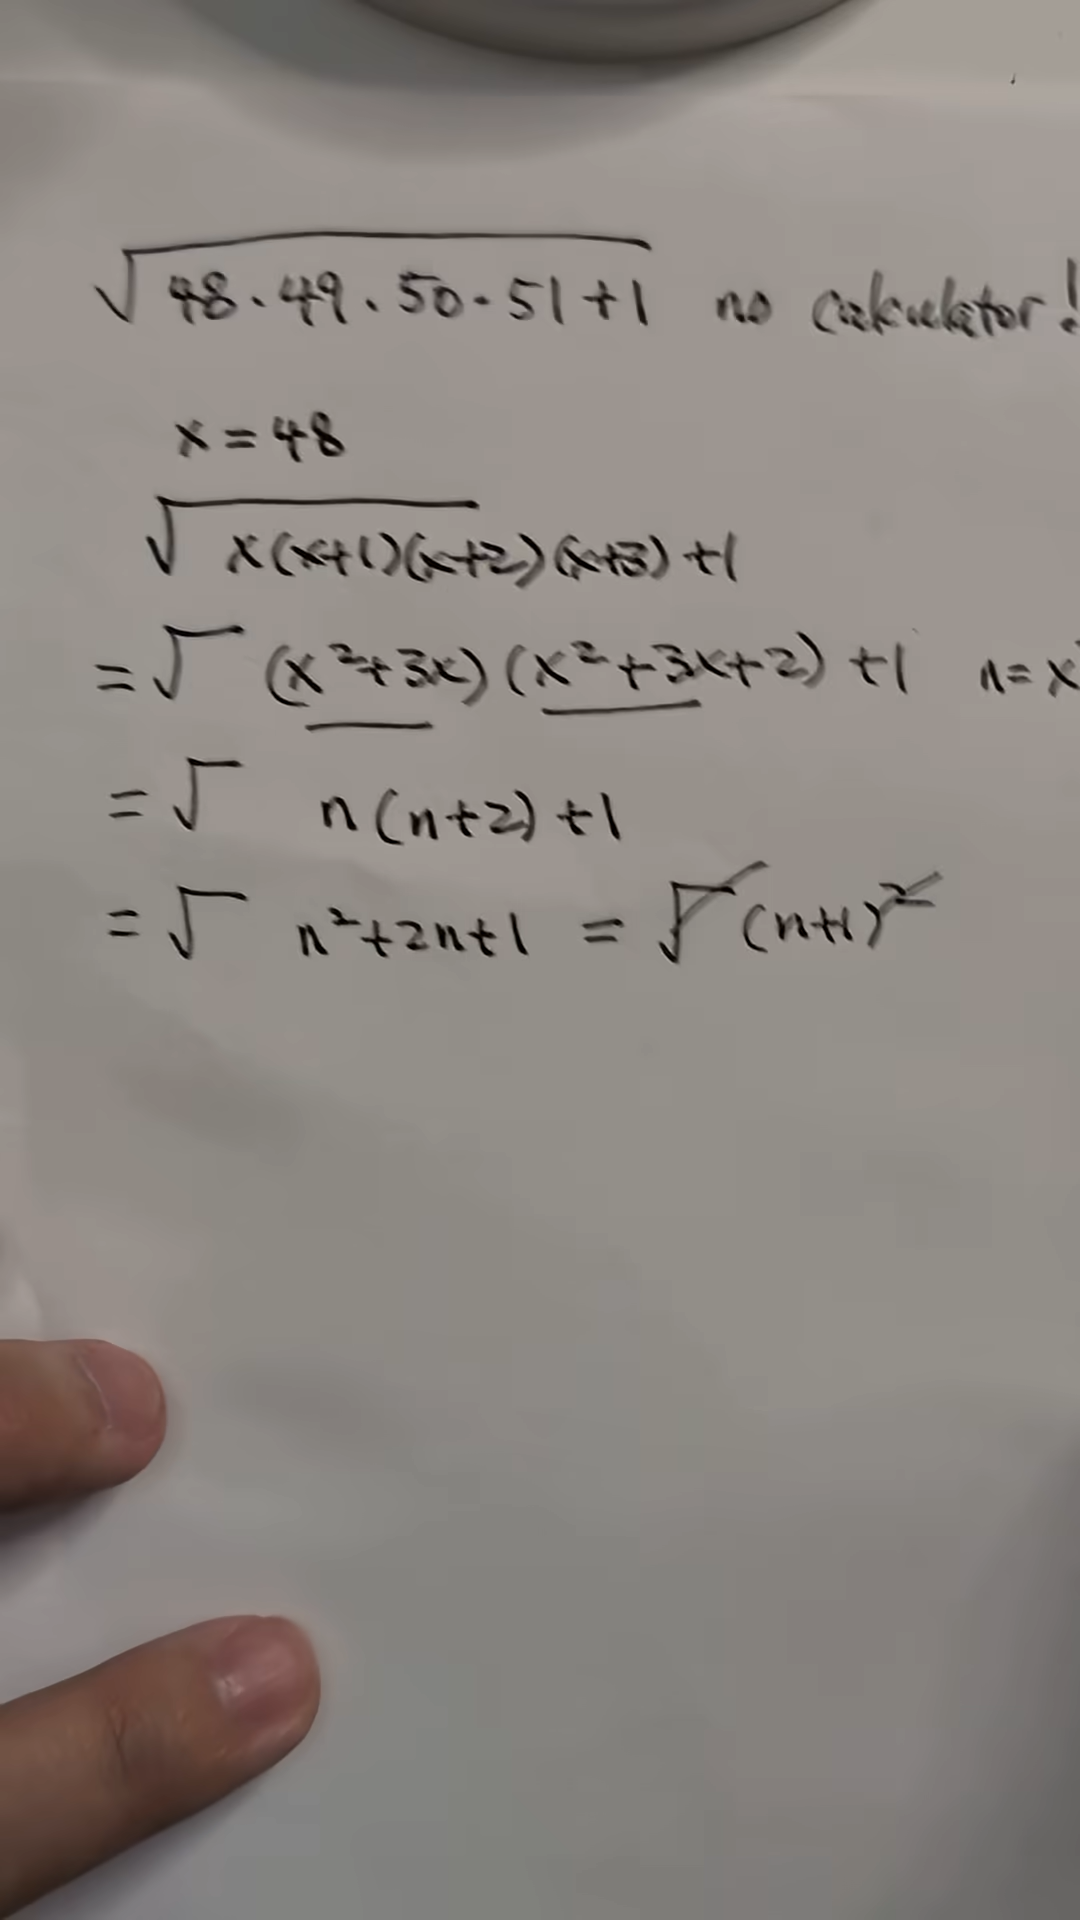 √48·49·50·51+1 no calculator!
x=48
√x(x+1)(x+2)(x+3)+1
=√(x²+3x)(x²+3x+2)+1 n=x
=√n(n+2)+1
=√n²+2n+1 = √(n+1)²